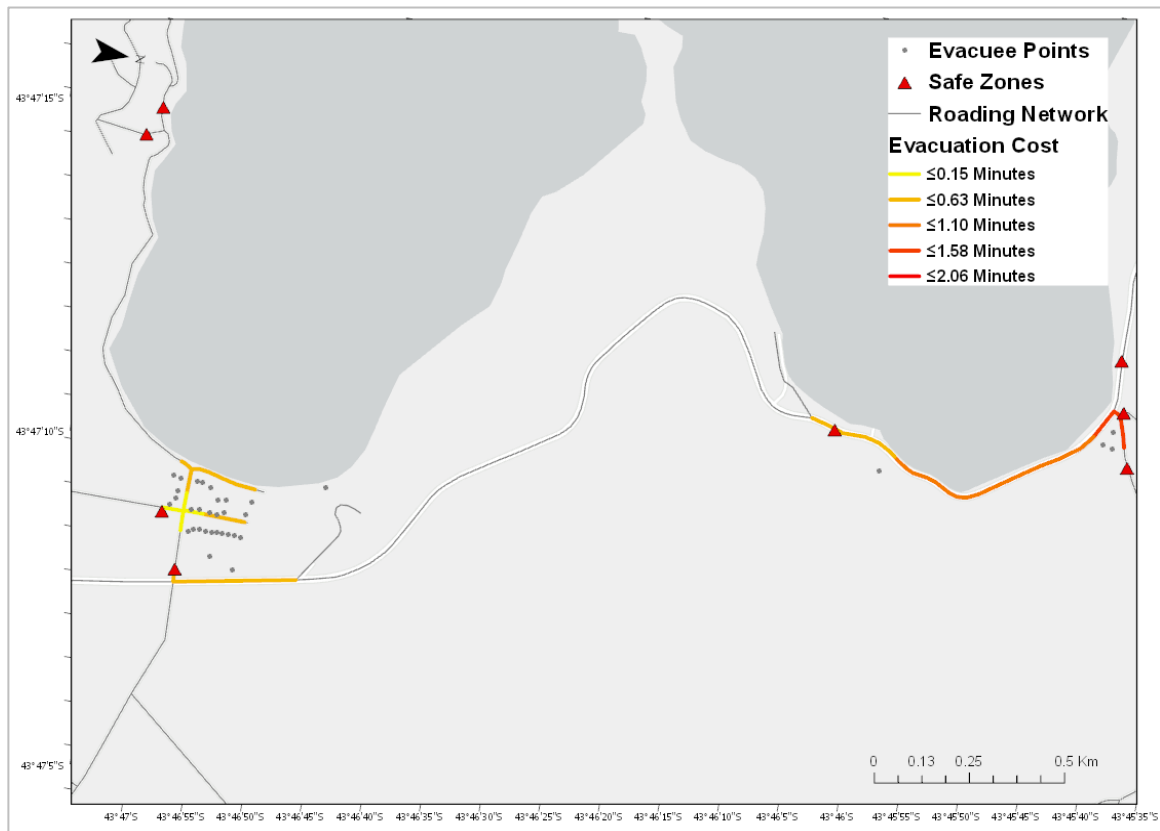 Evacuee Points
Safe Zones
Roading Network
Evacuation Cost
≤0.15 Minutes
≤0.63 Minutes
≤1.10 Minutes
≤1.58 Minutes
≤2.06 Minutes
N
43°47'15"S
43°47'10"S
43°47'5"S
0 0.13 0.25 0.5 Km
43°47'S 43°46'55"S 43°46'50"S 43°46'45"S 43°46'40"S 43°46'35"S 43°46'30"S 43°46'25"S 43°46'20"S 43°46'15"S 43°46'10"S 43°46'5"S 43°46'S 43°45'55"S 43°45'50"S 43°45'45"S 43°45'40"S 43°45'35"S